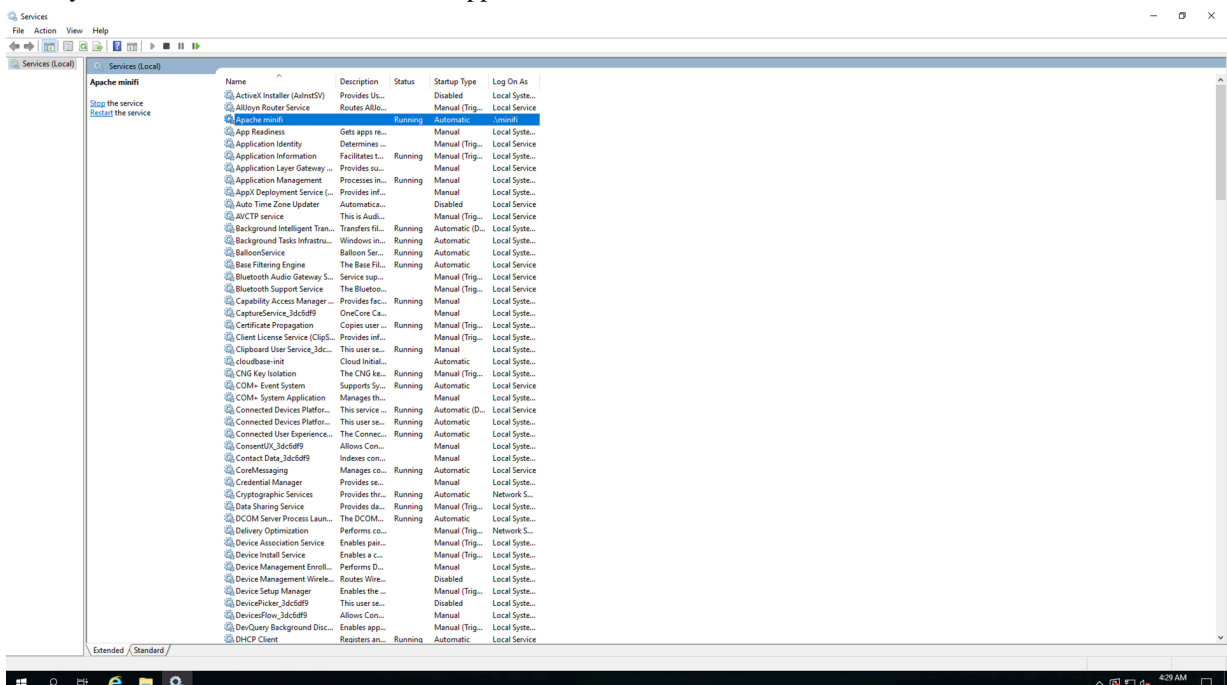 Services
File Action View Help
Services (Local)
Services (Local)
Apache minifi
Stop the service
Restart the service
Name Description Status Startup Type Log On As
ActiveX Installer (AxInstSV) Provides Us... Disabled Local Syste...
AllJoyn Router Service Routes AllJo... Manual (Trig... Local Service
Apache minifi Running Automatic .\minifi
App Readiness Gets apps re... Manual Local Syste...
Application Identity Determines ... Manual (Trig... Local Service
Application Information Facilitates t... Running Manual (Trig... Local Syste...
Application Layer Gateway ... Provides su... Manual Local Service
Application Management Processes in... Running Manual Local Syste...
AppX Deployment Service (... Provides inf... Manual Local Syste...
Auto Time Zone Updater Automatica... Disabled Local Service
AVCTP service This is Audi... Manual (Trig... Local Service
Background Intelligent Tran... Transfers fil... Running Automatic (D... Local Syste...
Background Tasks Infrastru... Windows in... Running Automatic Local Syste...
BalloonService Balloon Ser... Running Automatic Local Syste...
Base Filtering Engine The Base Fil... Running Automatic Local Service
Bluetooth Audio Gateway S... Service sup... Manual (Trig... Local Service
Bluetooth Support Service The Bluetoo... Manual (Trig... Local Service
Capability Access Manager ... Provides fac... Running Manual Local Syste...
CaptureService_3dc6df9 OneCore Ca... Manual Local Syste...
Certificate Propagation Copies user ... Running Manual (Trig... Local Syste...
Client License Service (ClipS... Provides inf... Manual (Trig... Local Syste...
Clipboard User Service_3dc... This user se... Running Manual Local Syste...
cloudbase-init Cloud Initial... Automatic Local Syste...
CNG Key Isolation The CNG ke... Running Manual (Trig... Local Syste...
COM+ Event System Supports Sy... Running Automatic Local Service
COM+ System Application Manages th... Manual Local Syste...
Connected Devices Platfor... This service ... Running Automatic (D... Local Service
Connected Devices Platfor... This user se... Running Automatic Local Syste...
Connected User Experience... The Connec... Running Automatic Local Syste...
ConsentUX_3dc6df9 Allows Con... Manual Local Syste...
Contact Data_3dc6df9 Indexes con... Manual Local Syste...
CoreMessaging Manages co... Running Automatic Local Service
Credential Manager Provides se... Manual Local Syste...
Cryptographic Services Provides thr... Running Automatic Network S...
Data Sharing Service Provides da... Running Manual (Trig... Local Syste...
DCOM Server Process Laun... The DCOM... Running Automatic Local Syste...
Delivery Optimization Performs co... Manual (Trig... Network S...
Device Association Service Enables pair... Manual (Trig... Local Syste...
Device Install Service Enables a c... Manual (Trig... Local Syste...
Device Management Enroll... Performs D... Manual Local Syste...
Device Management Wirele... Routes Wire... Disabled Local Syste...
Device Setup Manager Enables the ... Manual (Trig... Local Syste...
DevicePicker_3dc6df9 This user se... Disabled Local Syste...
DevicesFlow_3dc6df9 Allows Con... Manual Local Syste...
DevQuery Background Disc... Enables app... Manual (Trig... Local Syste...
DHCP Client Registers an... Running Automatic Local Service
Extended Standard
4:29 AM